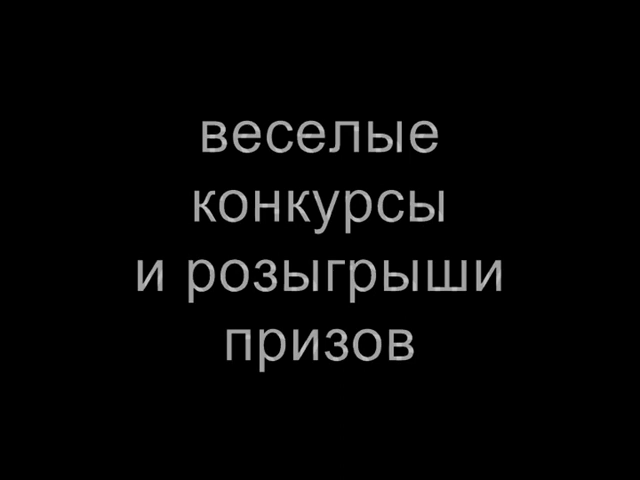 веселые
конкурсы
и розыгрыши
призов